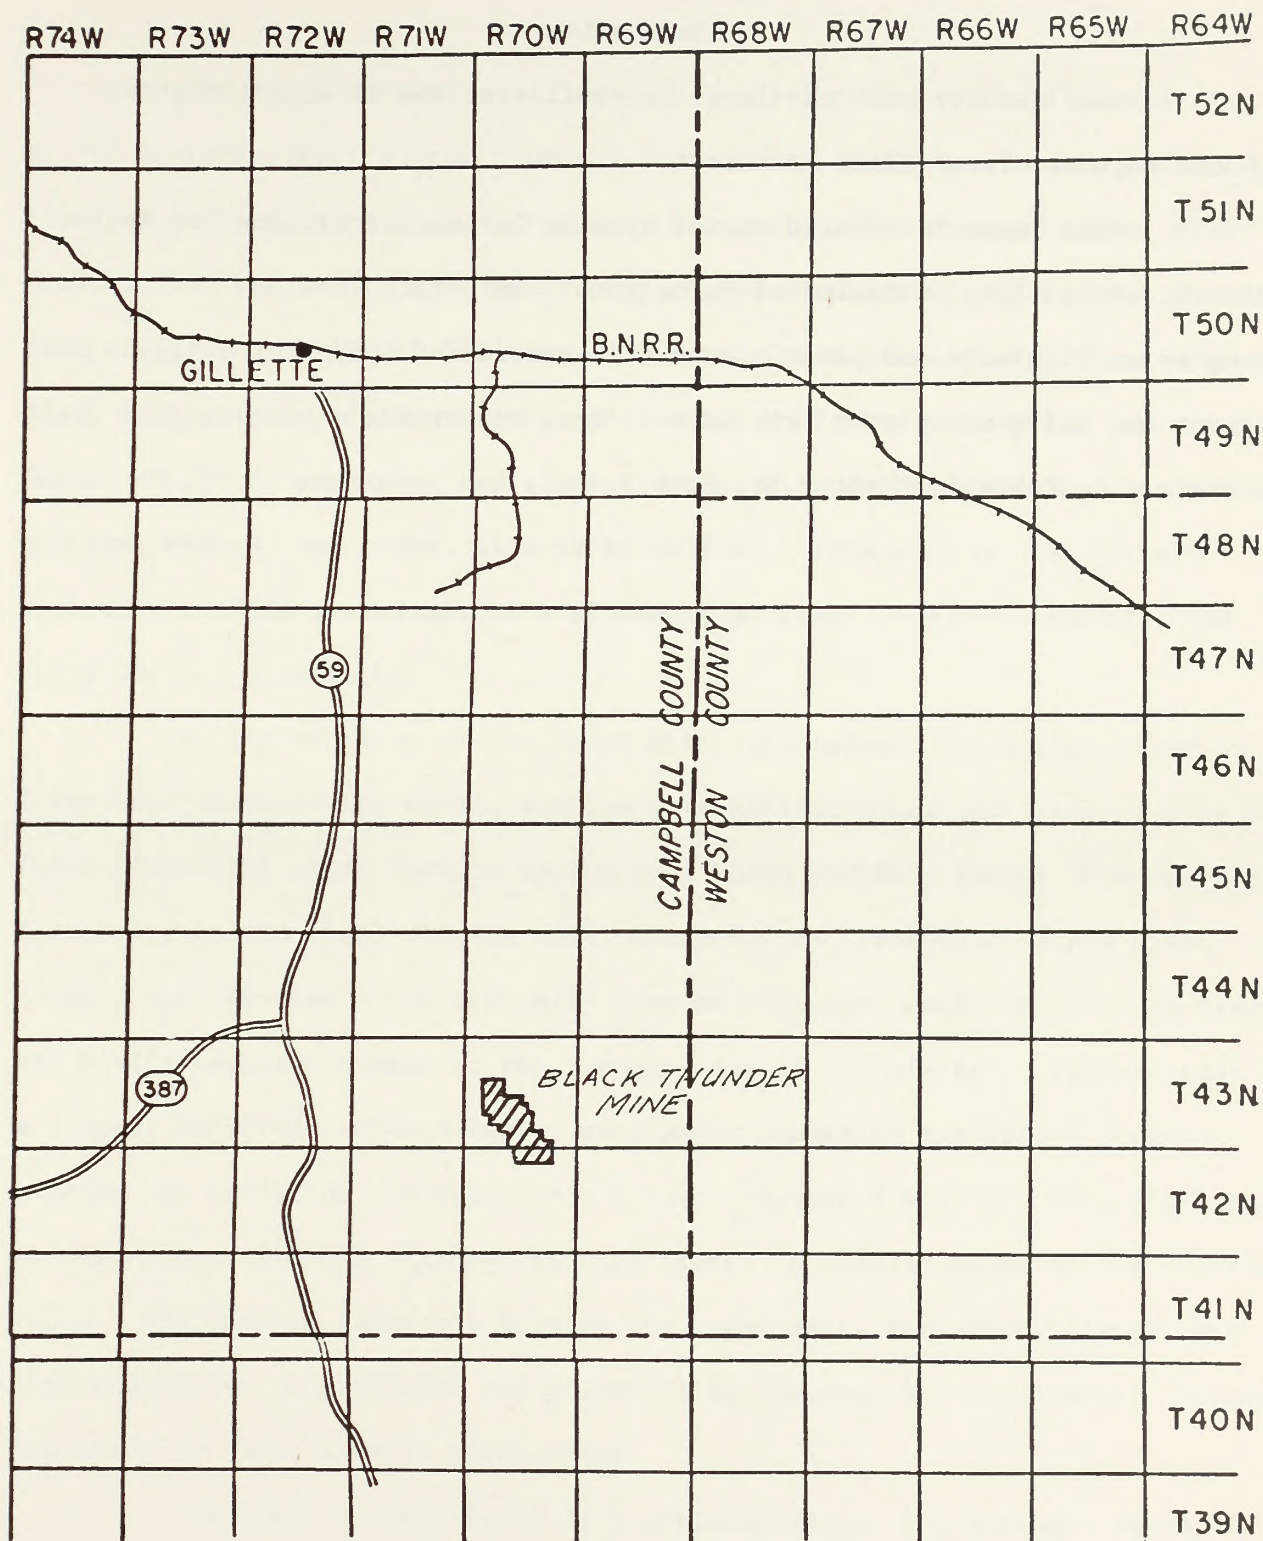 R74W R73W R72W R71W R70W R69W R68W R67W R66W R65W R64W
T52N
T51N
T50N
B.N.R.R.
GILLETTE
T49N
T48N
59
CAMPBELL COUNTY
WESTON COUNTY
T47N
T46N
T45N
T44N
387
BLACK THUNDER
MINE
T43N
T42N
T41N
T40N
T39N